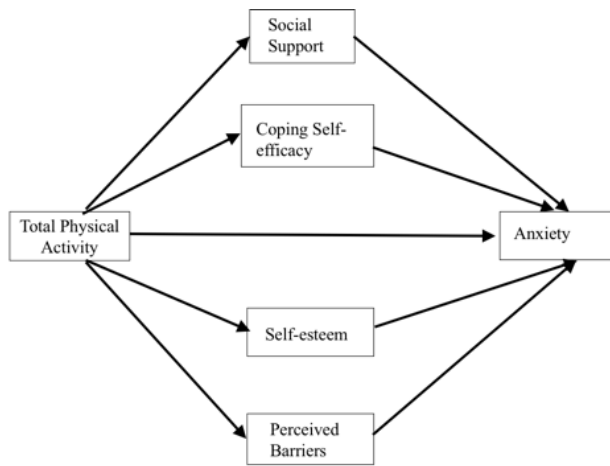 Social
Support
Coping Self-
efficacy
Total Physical
Activity
Anxiety
Self-esteem
Perceived
Barriers